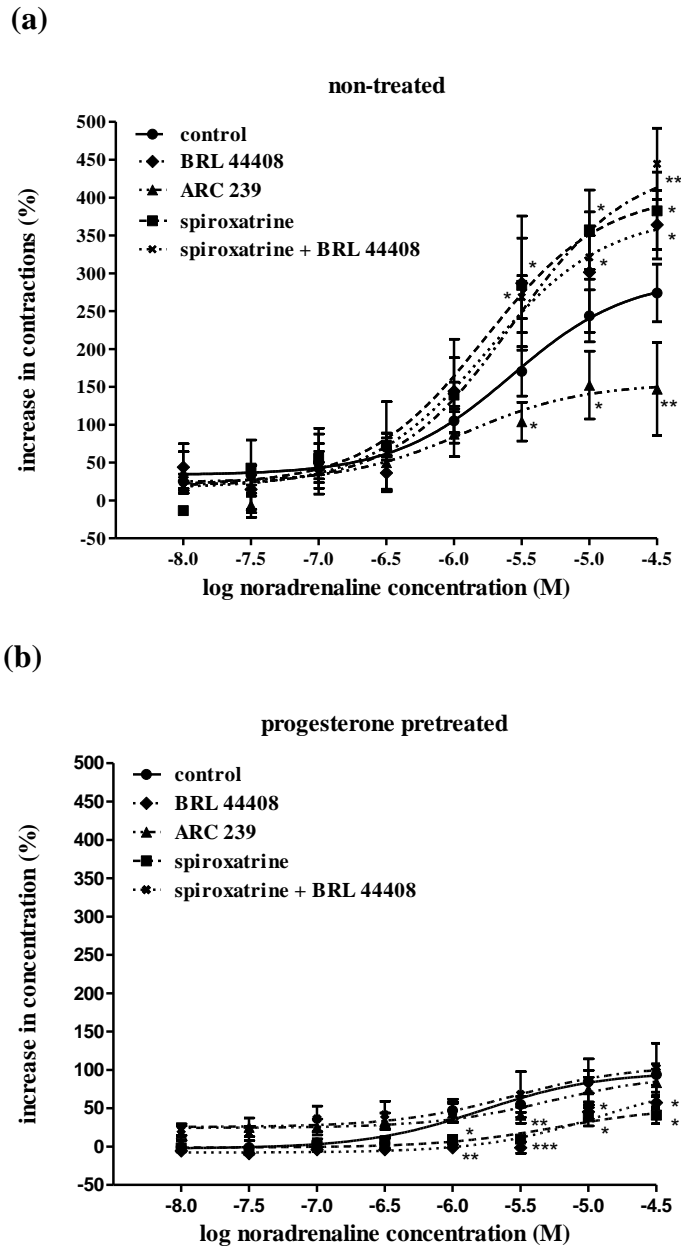 (a)
non-treated
control
BRL 44408
ARC 239
spiroxatrine
spiroxatrine + BRL 44408
increase in contractions (%)
500
450
400
350
300
250
200
150
100
50
0
-50
**
*
*
*
*
*
*
*
*
**
-8.0 -7.5 -7.0 -6.5 -6.0 -5.5 -5.0 -4.5
log noradrenaline concentration (M)
(b)
progesterone pretreated
control
BRL 44408
ARC 239
spiroxatrine
spiroxatrine + BRL 44408
increase in concentration (%)
500
450
400
350
300
250
200
150
100
50
0
-50
*
**
**
***
*
*
*
*
-8.0 -7.5 -7.0 -6.5 -6.0 -5.5 -5.0 -4.5
log noradrenaline concentration (M)